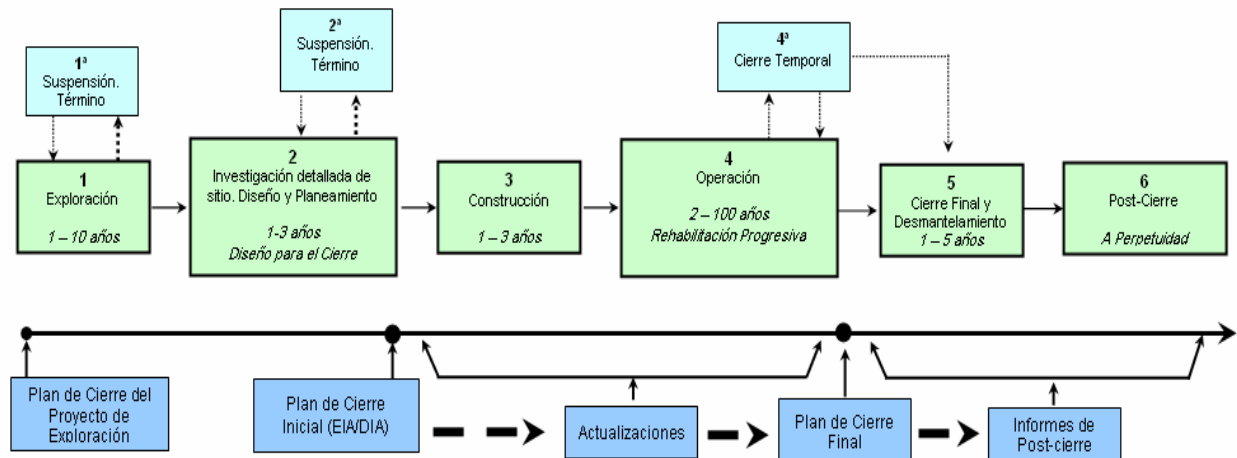 1ª
Suspensión.
Término
2ª
Suspensión.
Término
4ª
Cierre Temporal
1
Exploración
1 – 10 años
2
Investigación detallada de
sitio. Diseño y Planeamiento
1-3 años
Diseño para el Cierre
3
Construcción
1 – 3 años
4
Operación
2 – 100 años
Rehabilitación Progresiva
5
Cierre Final y
Desmantelamiento
1 – 5 años
6
Post-Cierre
A Perpetuidad
Plan de Cierre del
Proyecto de
Exploración
Plan de Cierre
Inicial (EIA/DIA)
Actualizaciones
Plan de Cierre
Final
Informes de
Post-cierre